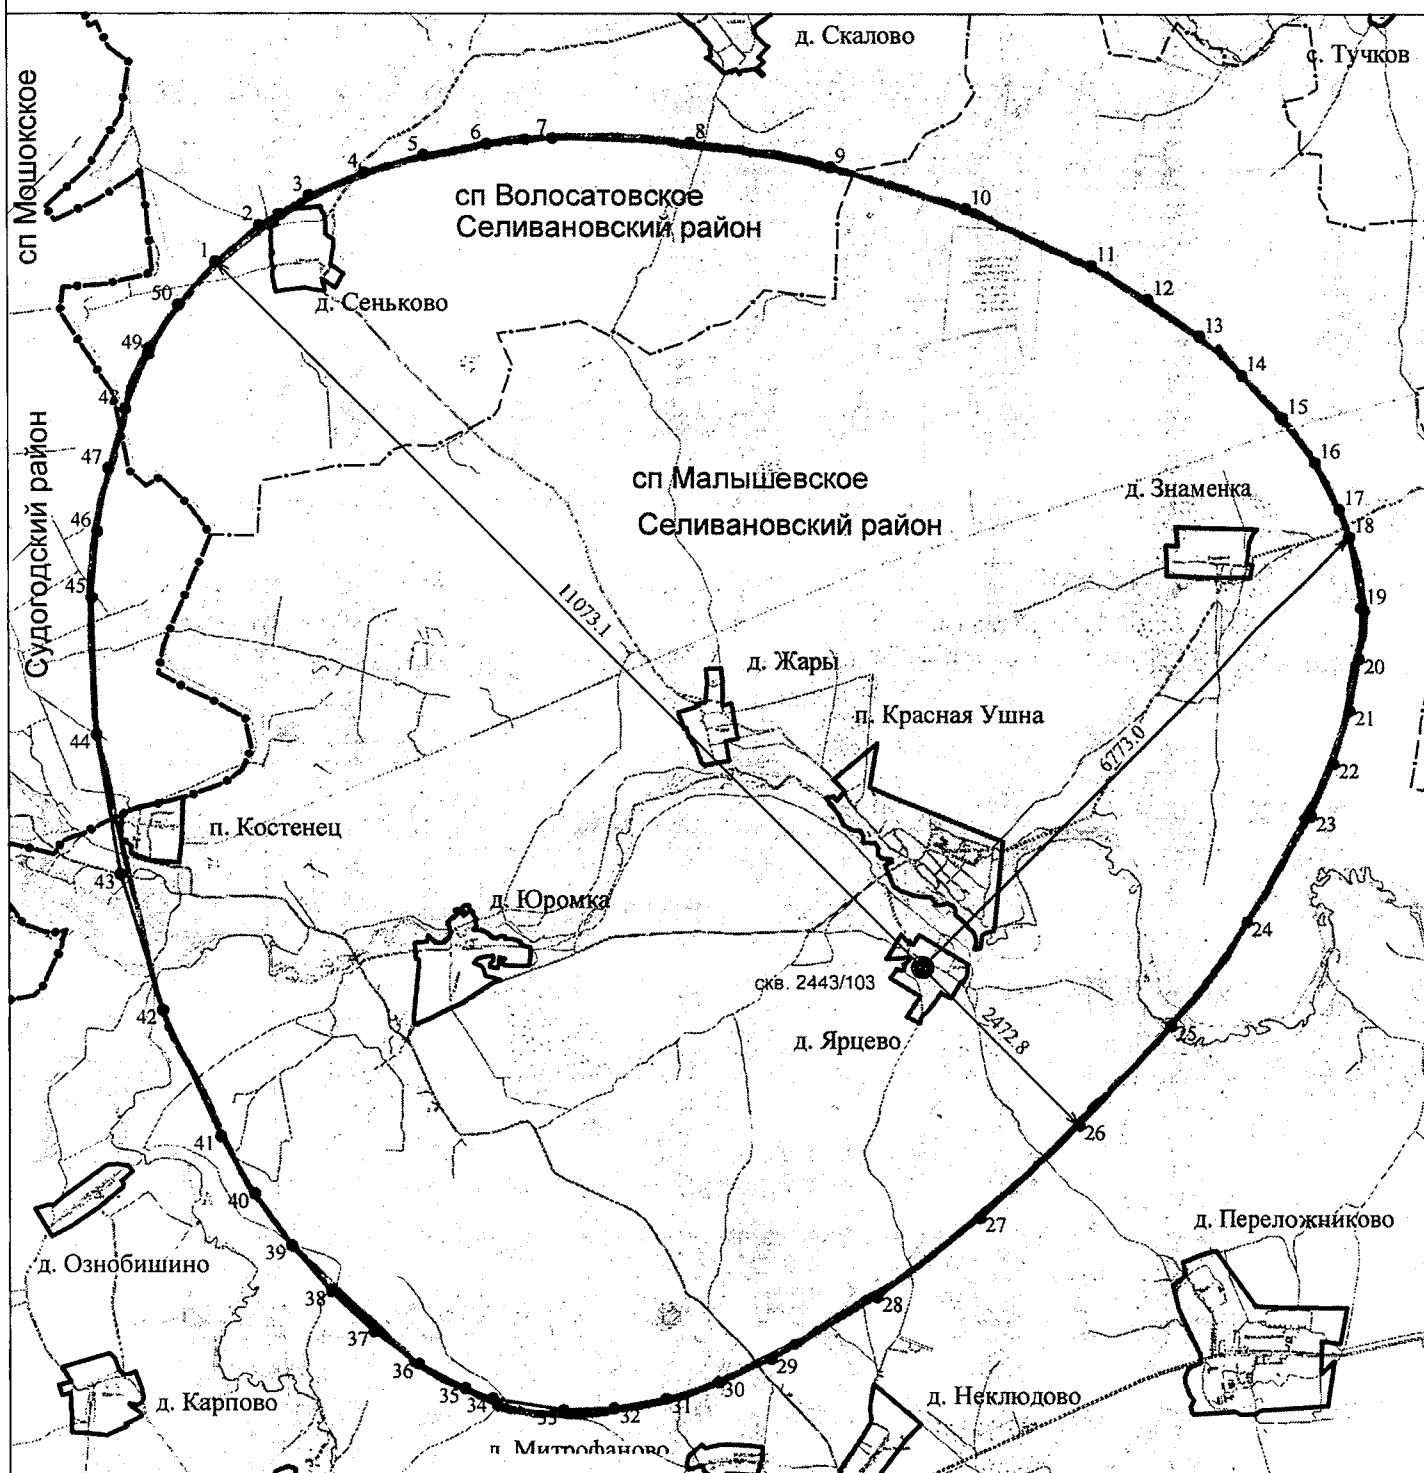 д. Скалово
с. Тучков
сп Мошокское
7
6
8
5
9
4
3
сп Волосатовское
Селивановский район
10
2
1
11
50
д. Сеньково
12
13
49
14
48
15
Судогодский район
47
16
сп Малышевское
д. Знаменка
17
Селивановский район
18
46
45
11073.1
19
20
д. Жары
21
п. Красная Ушна
44
6773.0
22
23
п. Костенец
43
д. Юромка
24
скв. 2443/103
42
2472.8
25
д. Ярцево
26
41
40
27
д. Переложниково
39
д. Ознобишино
38
28
37
36
29
30
35
34
33
32
31
д. Карпово
д. Неклюдово
д. Митрофаново